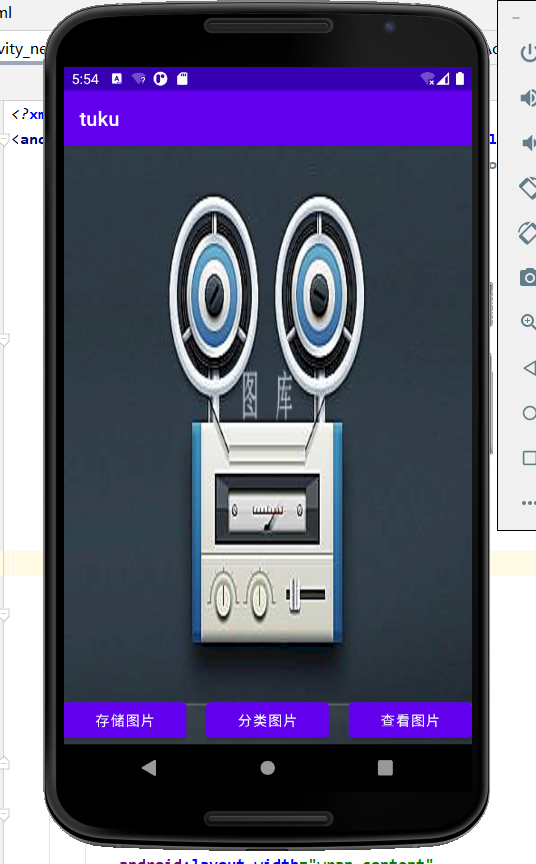 ml
vity_ne
<?xm
<and
5:54
tuku
图 库
存储图片
分类图片
查看图片
android:layout_width="wrap_content"